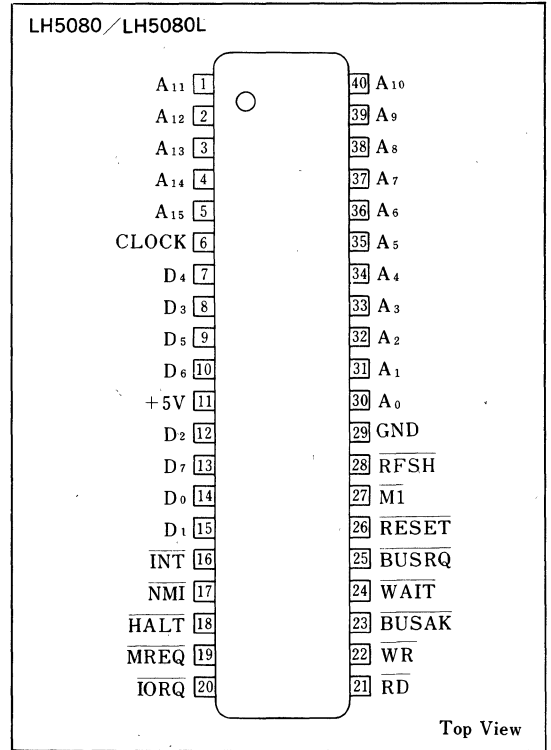 LH5080／LH5080L
A11 1 40 A10
A12 2 39 A9
A13 3 38 A8
A14 4 37 A7
A15 5 36 A6
CLOCK 6 35 A5
D4 7 34 A4
D3 8 33 A3
D5 9 32 A2
D6 10 31 A1
+5V 11 30 A0
D2 12 29 GND
D7 13 28 RFSH
D0 14 27 M1
D1 15 26 RESET
INT 16 25 BUSRQ
NMI 17 24 WAIT
HALT 18 23 BUSAK
MREQ 19 22 WR
IORQ 20 21 RD
Top View